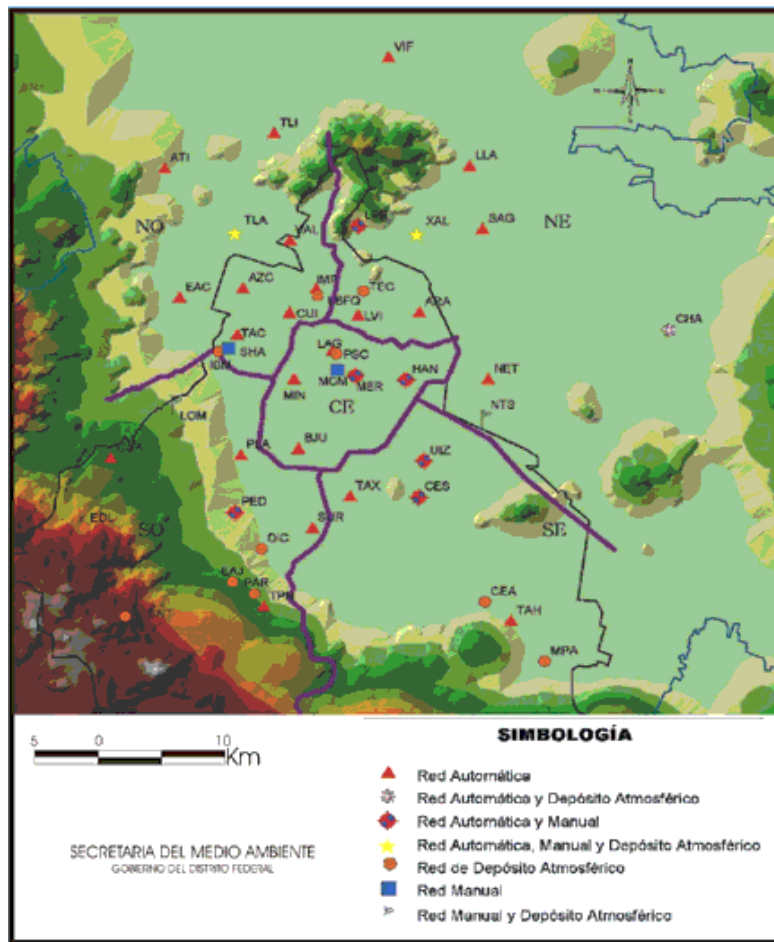 VIF
TLI
ATI
LLA
NO
TLA
VAL
LPR
XAL
SAG
NE
EAC
AZC
IMP
TEC
CUI
LVI
ARA
CHA
TAC
SHA
IBM
LAG
PSC
MCM
MER
HAN
NET
MIN
CE
NTS
LOM
BJU
PLA
UIZ
TAX
CES
PED
SUR
SE
EDL
SO
DIC
EAJ
PAR
TPN
CEA
TAH
MPA
SIMBOLOGÍA
5 0 10
Km
Red Automática
Red Automática y Depósito Atmosférico
Red Automática y Manual
Red Automática, Manual y Depósito Atmosférico
Red de Depósito Atmosférico
Red Manual
Red Manual y Depósito Atmosférico
SECRETARIA DEL MEDIO AMBIENTE
GOBIERNO DEL DISTRITO FEDERAL